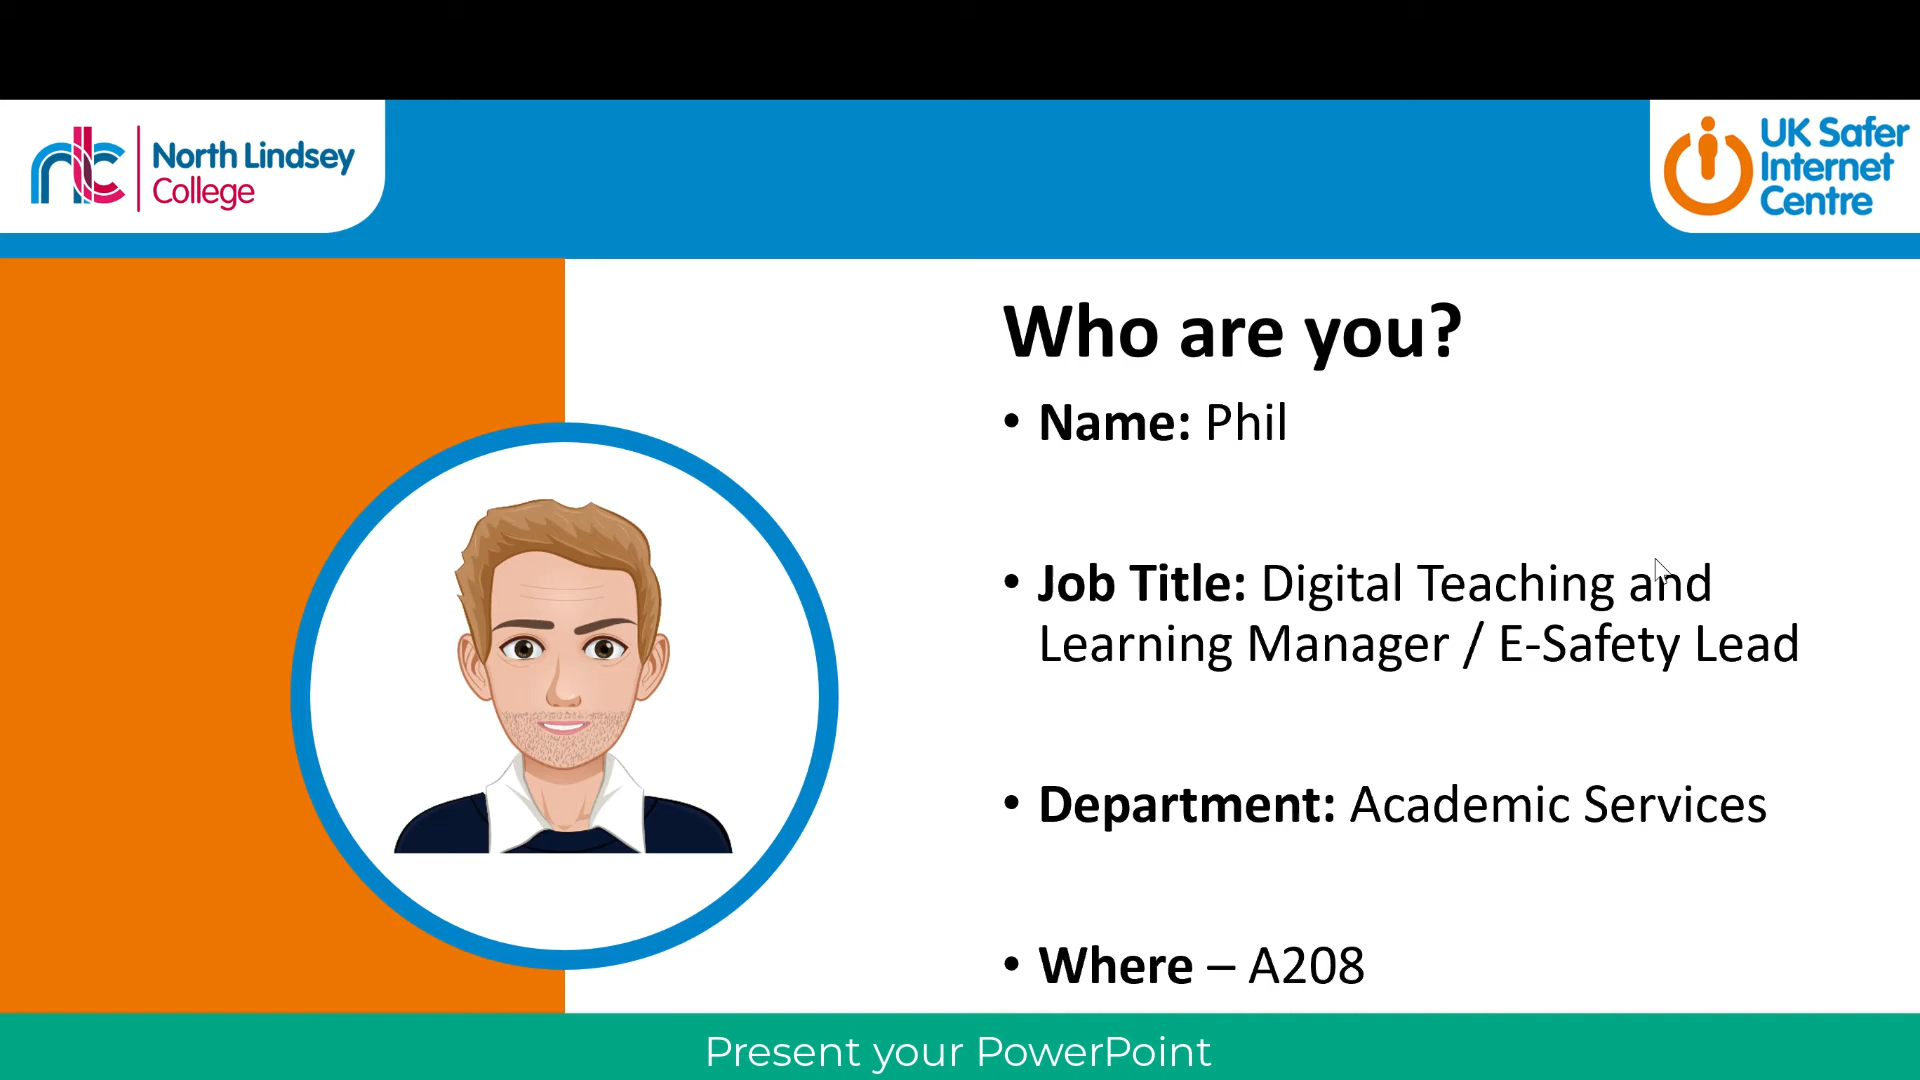 North Lindsey
College
UK Safer
Internet
Centre
Who are you?
• Name: Phil
• Job Title: Digital Teaching and
Learning Manager / E-Safety Lead
• Department: Academic Services
• Where – A208
Present your PowerPoint